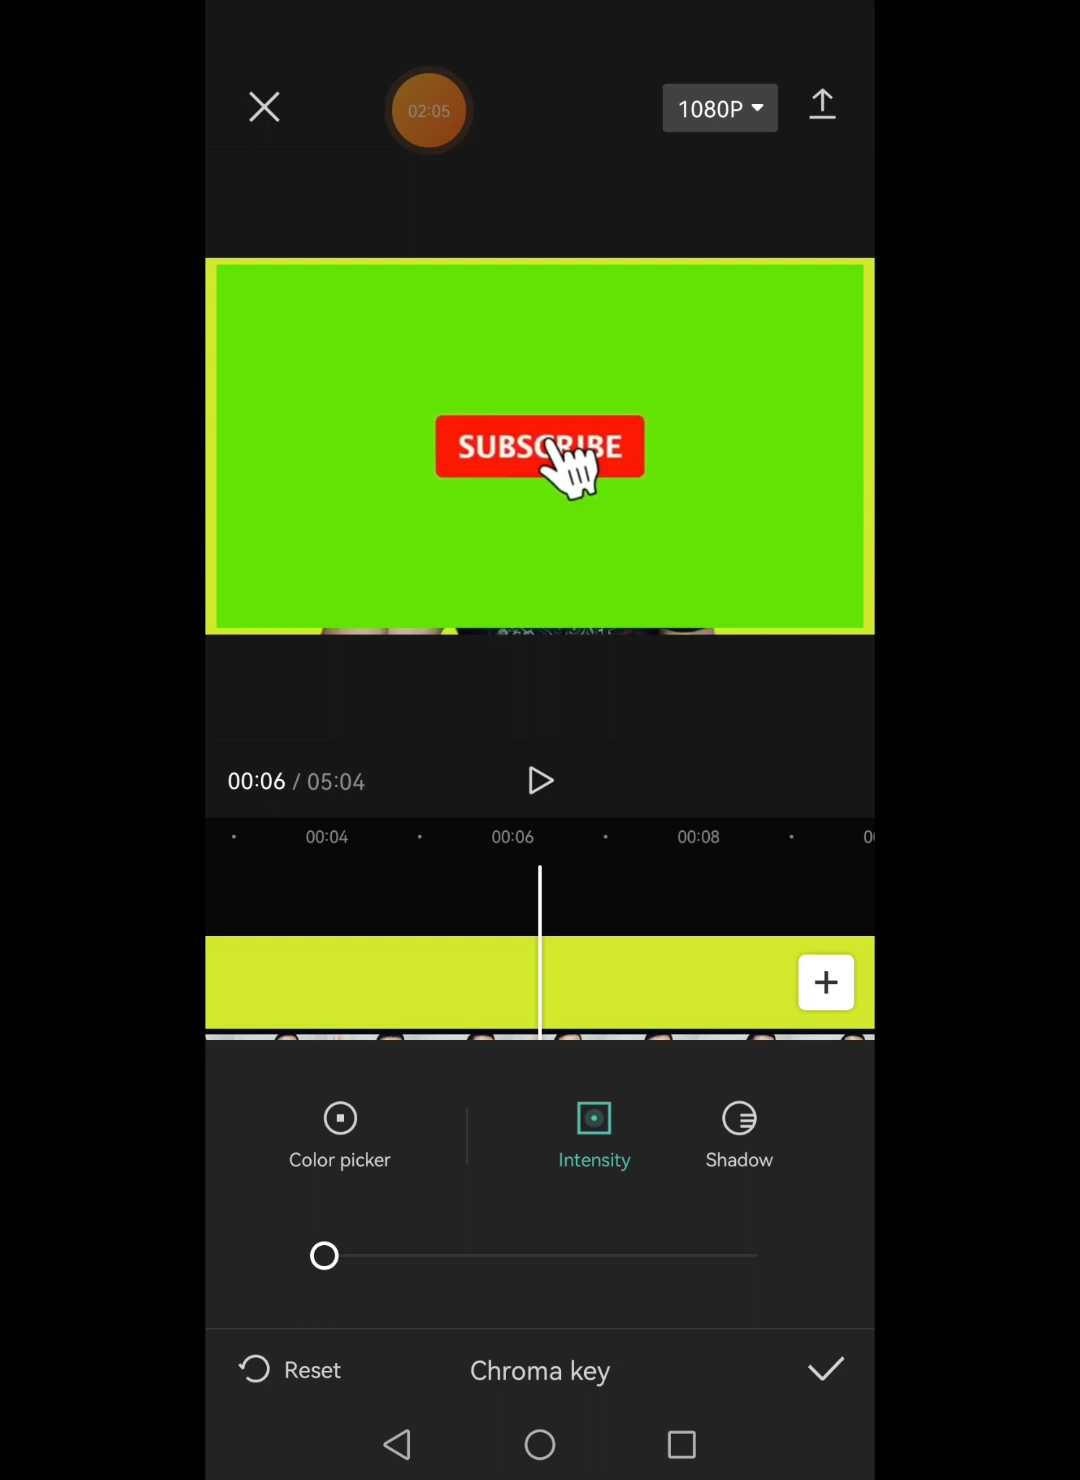 02:05
1080P
SUBSCRIBE
00:06 / 05:04
00:04 00:06 00:08
Color picker
Intensity
Shadow
Reset
Chroma key